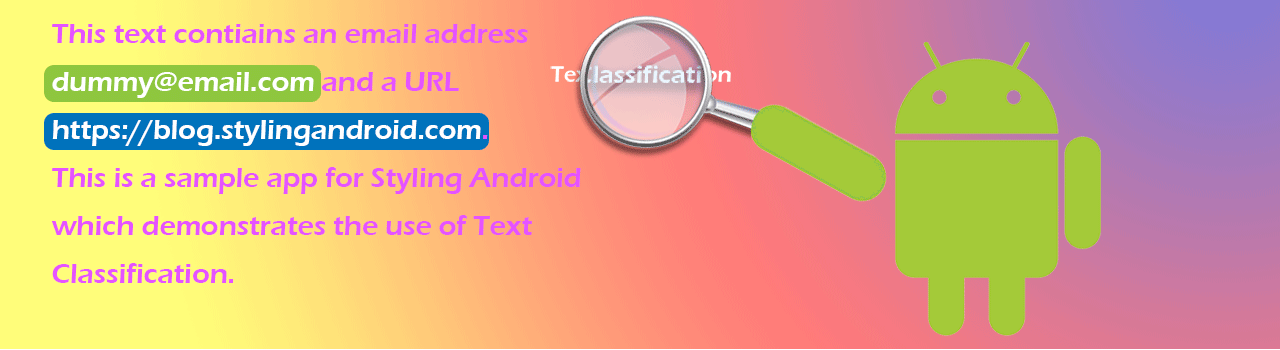 This text contiains an email address
dummy@email.com and a URL
https://blog.stylingandroid.com.
This is a sample app for Styling Android
which demonstrates the use of Text
Classification.
Classification